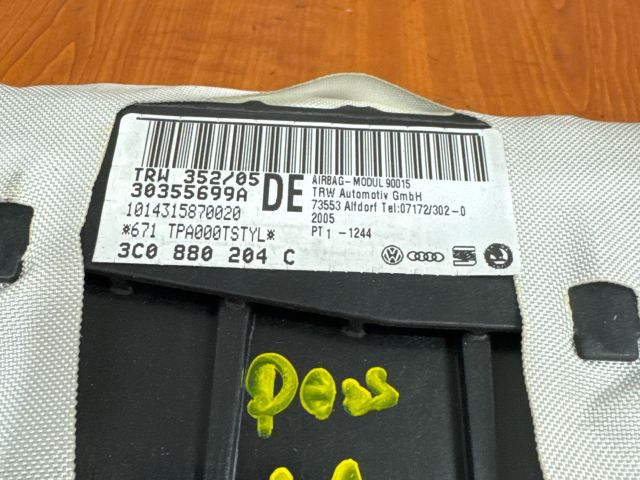 TRW 352/05
30355699A
DE
1014315870020
*671 TPA000TSTYL*
3C0 880 204 C
AIRBAG-MODUL 90015
TRW Automotiv GmbH
73553 Alfdorf Tel:07172/302-0
2005
PT1 -1244